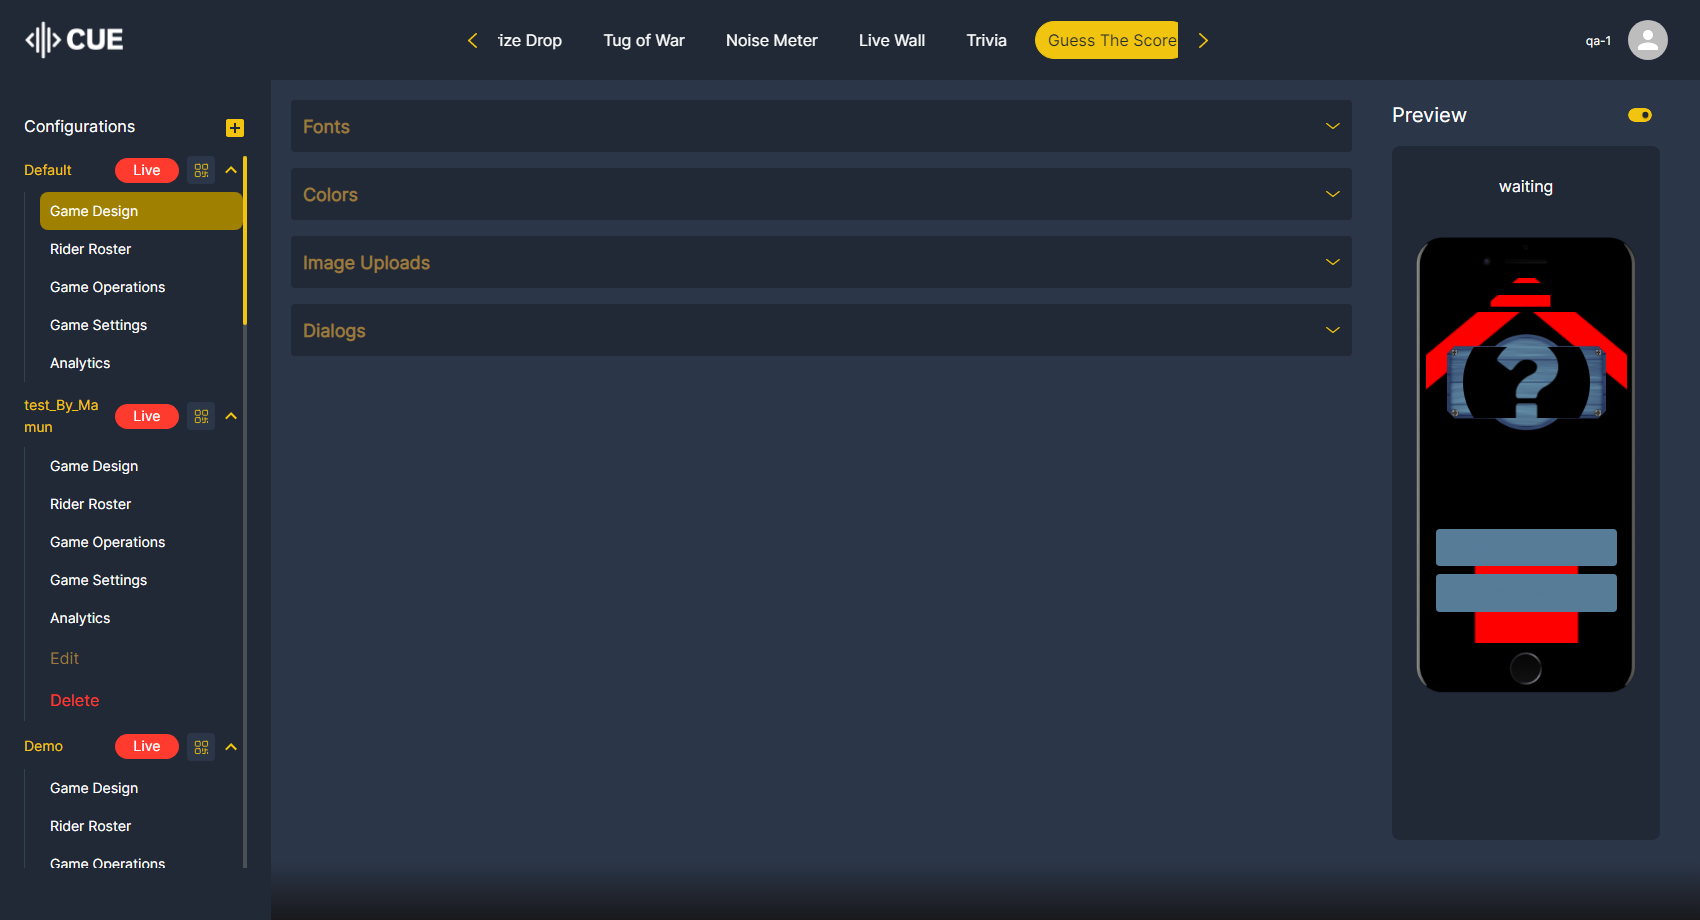 CUE
ize Drop
Tug of War
Noise Meter
Live Wall
Trivia
Guess The Score
qa-1
Configurations
Default
Live
Game Design
Rider Roster
Game Operations
Game Settings
Analytics
test_By_Ma
mun
Live
Game Design
Rider Roster
Game Operations
Game Settings
Analytics
Edit
Delete
Demo
Live
Game Design
Rider Roster
Game Operations
Fonts
Colors
Image Uploads
Dialogs
Preview
waiting
?